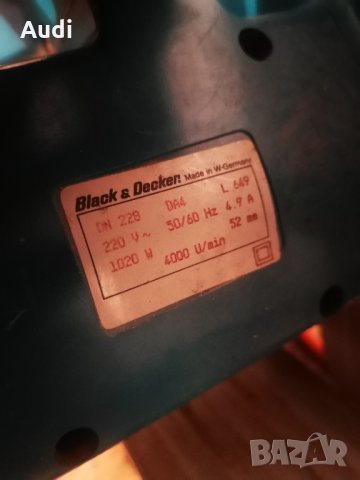 Audi
Black & Decker. Made in W-Germany
DN 228 DA4 L 649
220 V~ 50/60 Hz 4.9 A
1020 W 4000 U/min 52 mm
BAZAR